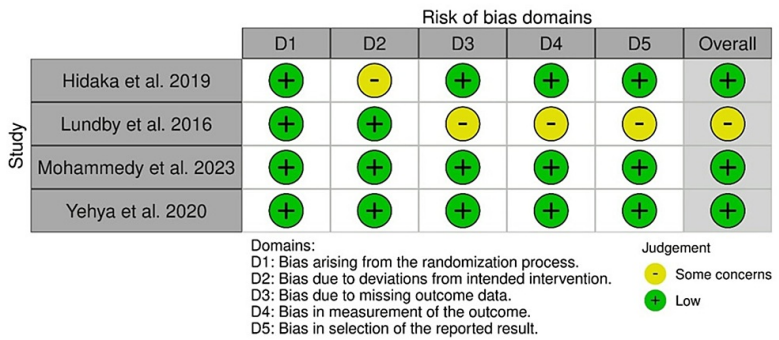 Risk of bias domains
D1 D2 D3 D4 D5 Overall
Study
Hidaka et al. 2019 + - + + + +
Lundby et al. 2016 + + - - - -
Mohammedy et al. 2023 + + + + + +
Yehya et al. 2020 + + + + + +
Domains:
D1: Bias arising from the randomization process.
D2: Bias due to deviations from intended intervention.
D3: Bias due to missing outcome data.
D4: Bias in measurement of the outcome.
D5: Bias in selection of the reported result.
Judgement
- Some concerns
+ Low